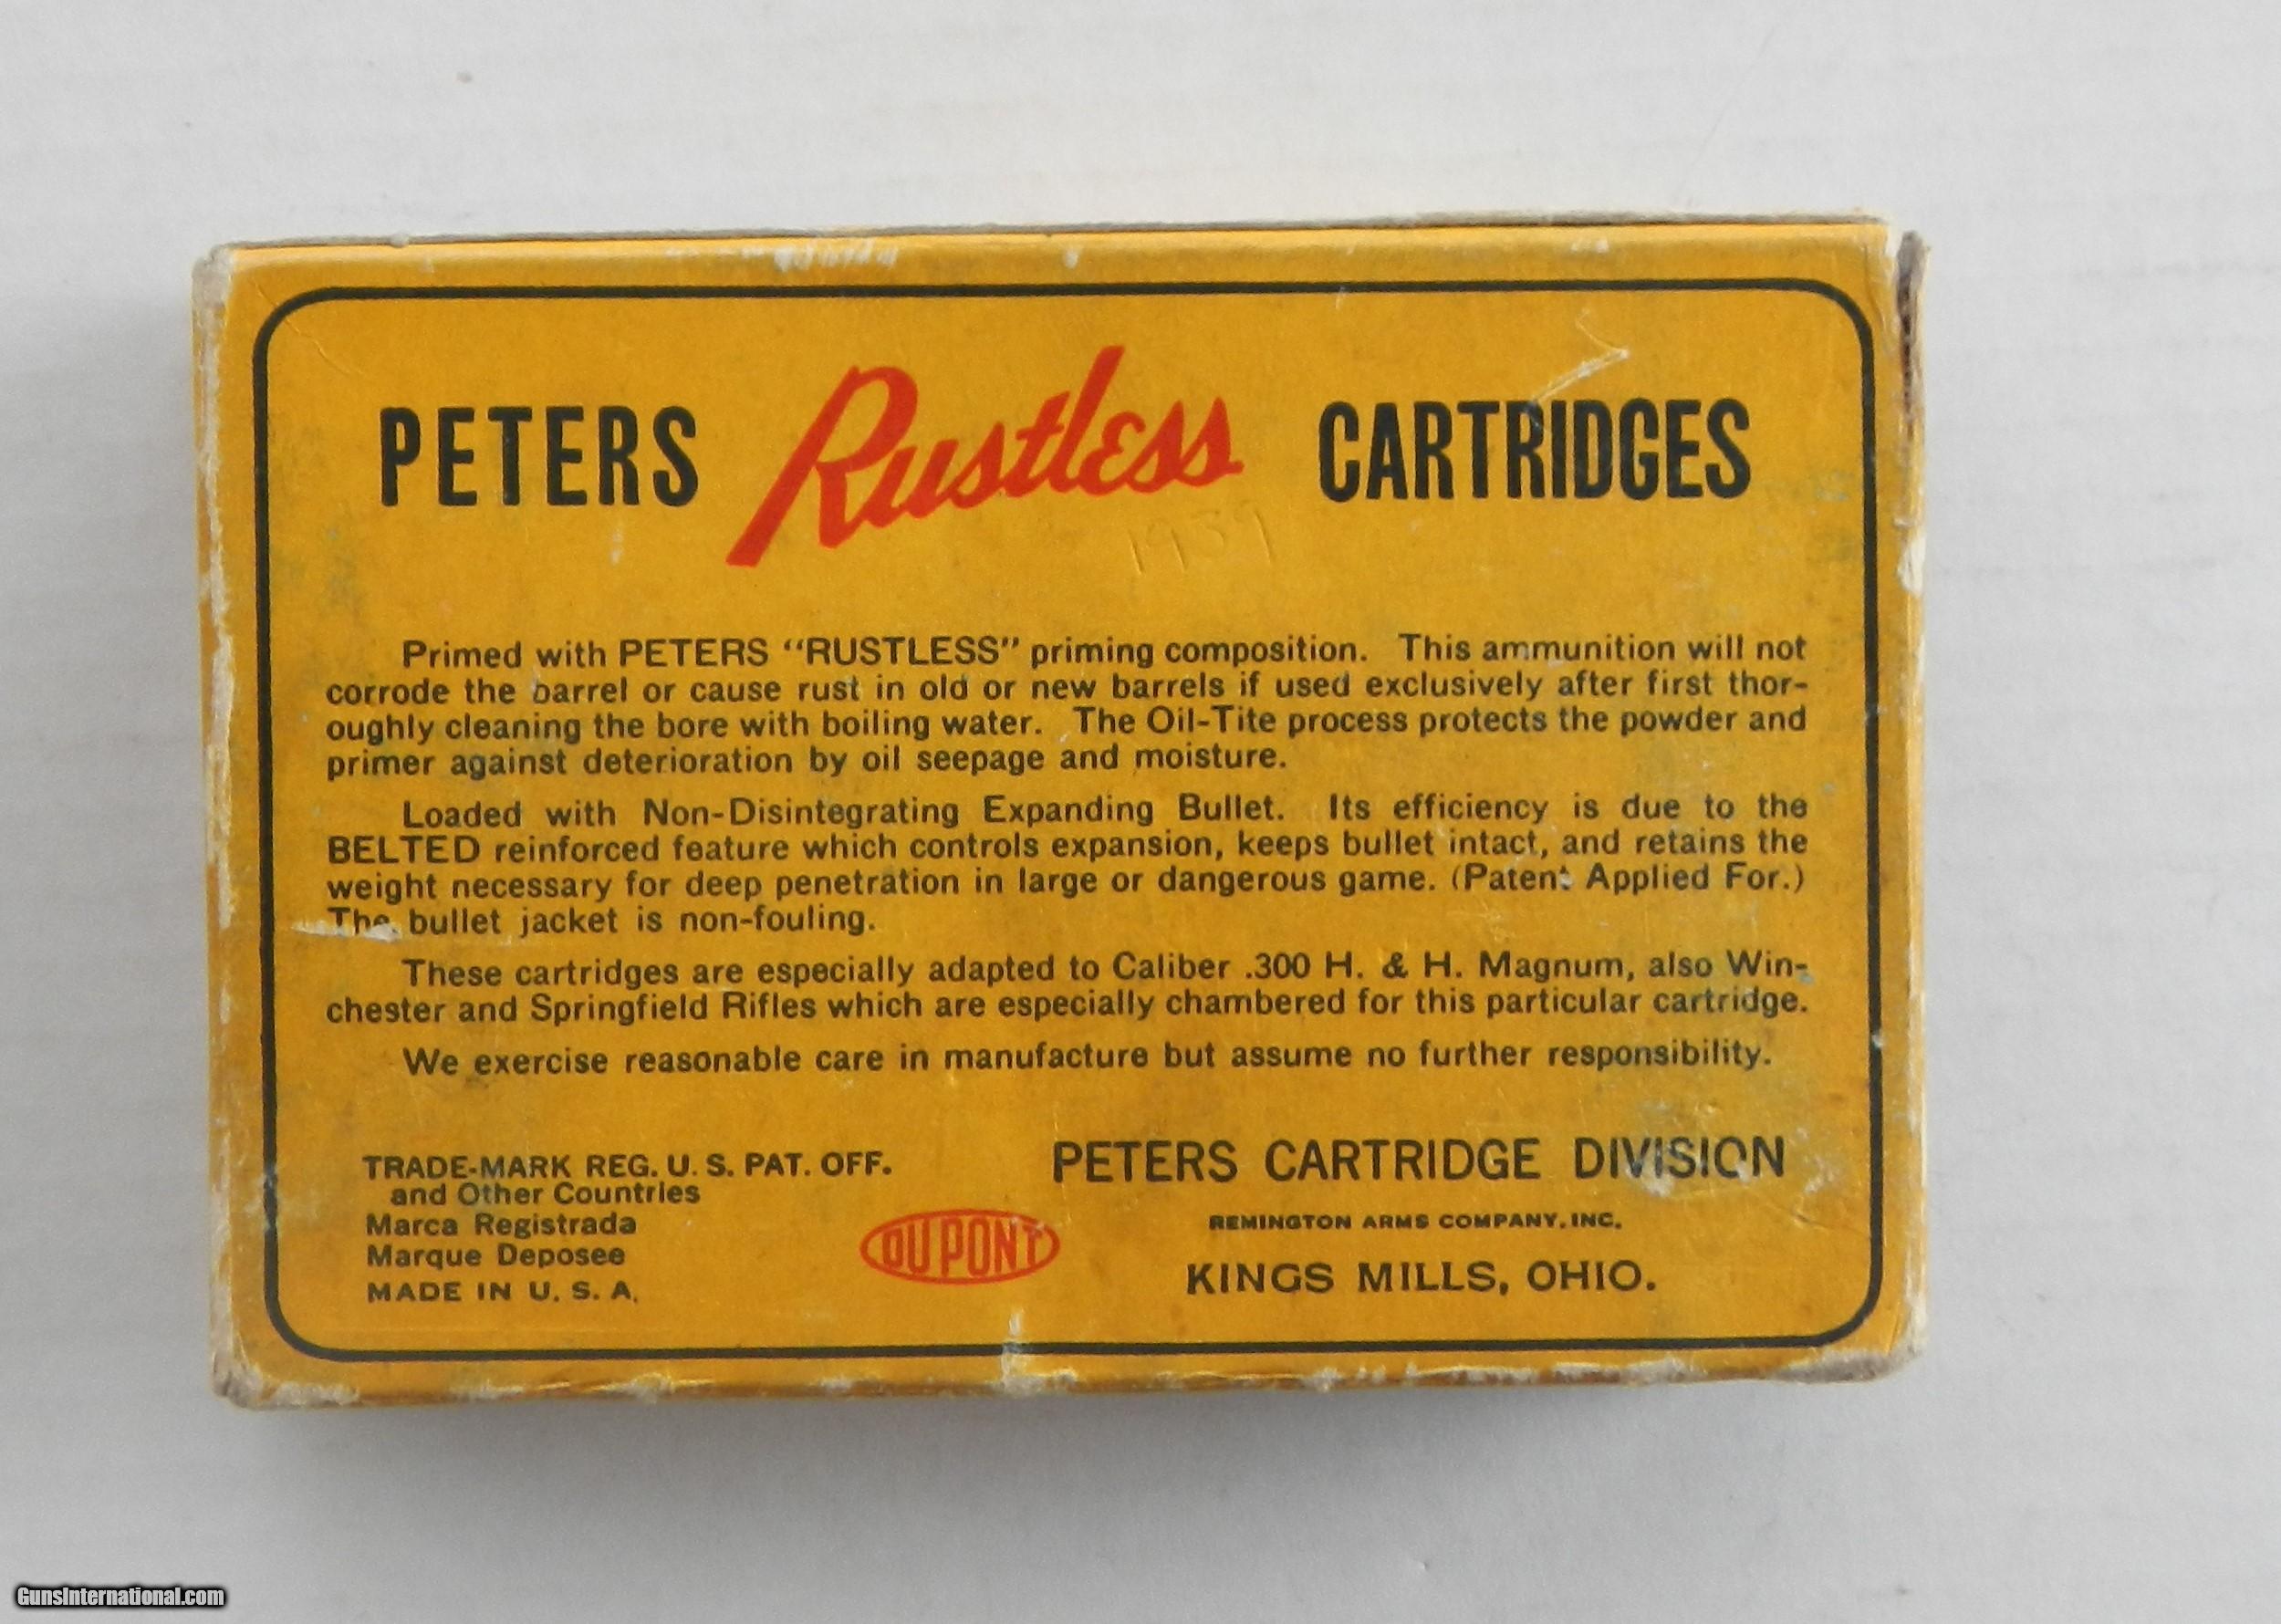 PETERS Rustless CARTRIDGES
1939
Primed with PETERS "RUSTLESS" priming composition. This ammunition will not
corrode the barrel or cause rust in old or new barrels if used exclusively after first thor-
oughly cleaning the bore with boiling water. The Oil-Tite process protects the powder and
primer against deterioration by oil seepage and moisture.
Loaded with Non-Disintegrating Expanding Bullet. Its efficiency is due to the
BELTED reinforced feature which controls expansion, keeps bullet intact, and retains the
weight necessary for deep penetration in large or dangerous game. (Patent Applied For.)
The bullet jacket is non-fouling.
These cartridges are especially adapted to Caliber .300 H. & H. Magnum, also Win-
chester and Springfield Rifles which are especially chambered for this particular cartridge.
We exercise reasonable care in manufacture but assume no further responsibility.
TRADE-MARK REG. U. S. PAT. OFF.
and Other Countries
Marca Registrada
Marque Deposee
MADE IN U. S. A.
DU PONT
PETERS CARTRIDGE DIVISION
REMINGTON ARMS COMPANY, INC.
KINGS MILLS, OHIO.
GunsInternational.com